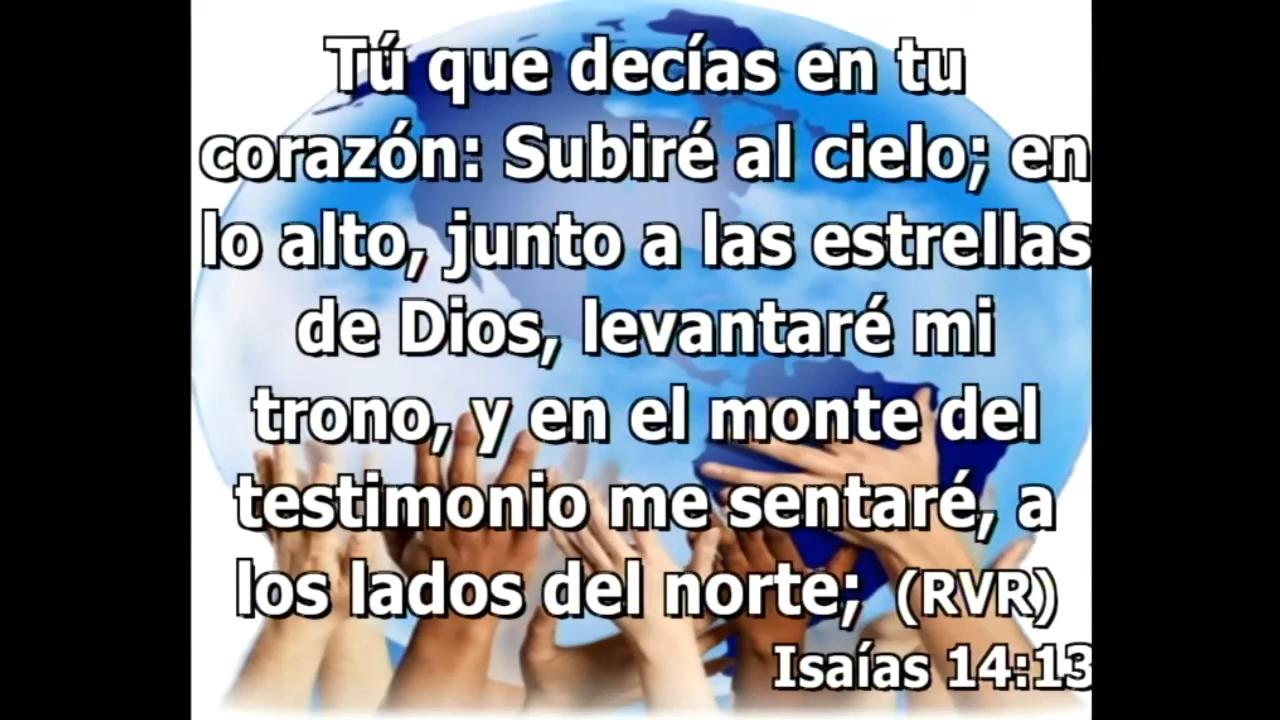 Tú que decías en tu
corazón: Subiré al cielo; en
lo alto, junto a las estrellas
de Dios, levantaré mi
trono, y en el monte del
testimonio me sentaré, a
los lados del norte; (RVR)
Isaías 14:13